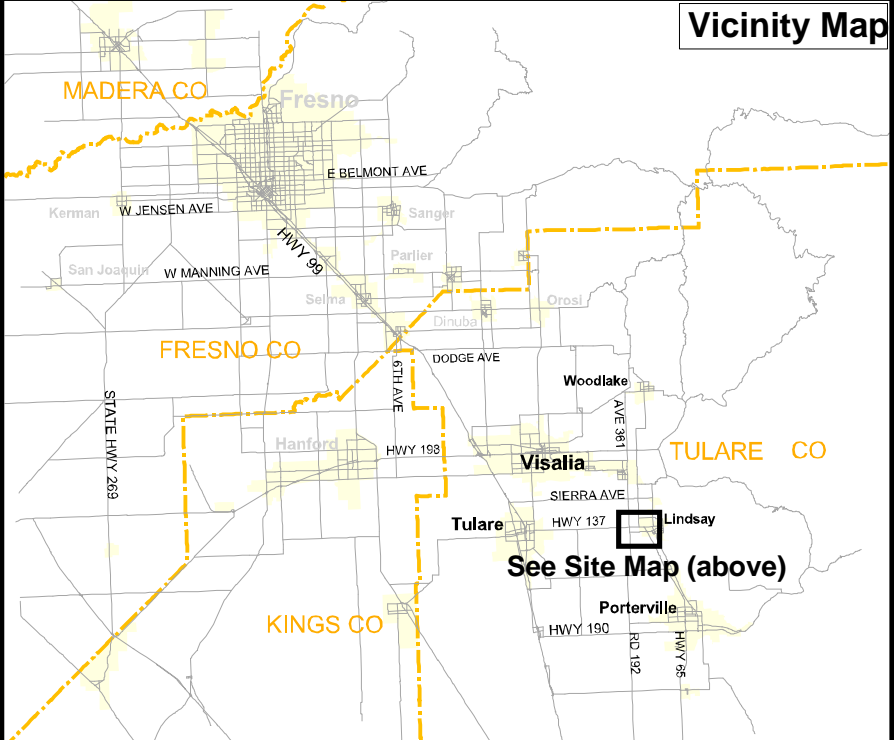 Vicinity Map
MADERA CO
Fresno
E BELMONT AVE
Kerman
W JENSEN AVE
Sanger
HWY 99
Parlier
San Joaquin
W MANNING AVE
Selma
Orosi
Dinuba
FRESNO CO
DODGE AVE
6TH AVE
Woodlake
STATE HWY 269
AVE 361
Hanford
HWY 198
TULARE CO
Visalia
SIERRA AVE
Tulare
HWY 137
Lindsay
See Site Map (above)
Porterville
KINGS CO
HWY 190
RD 192
HWY 65